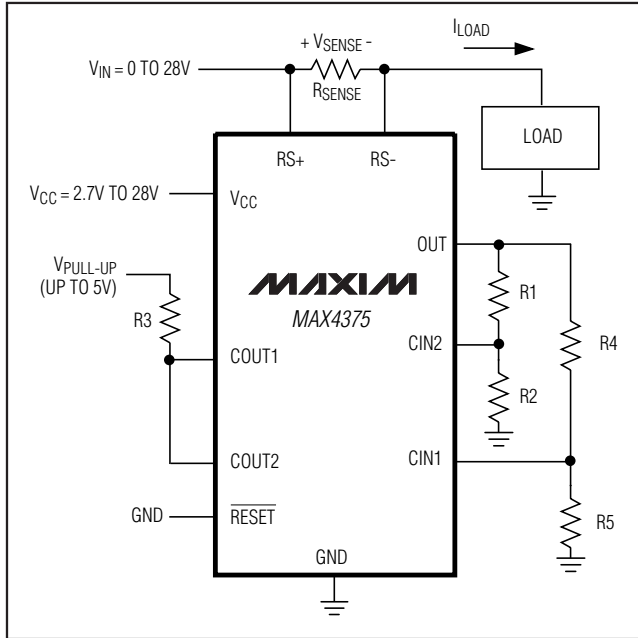 ILOAD
+ VSENSE -
VIN = 0 TO 28V
RSENSE
LOAD
RS+ RS-
VCC = 2.7V TO 28V
VCC
OUT
VPULL-UP
(UP TO 5V)
MAXIM
R1
R3
MAX4375
CIN2
R4
COUT1
R2
COUT2
CIN1
GND
RESET
R5
GND